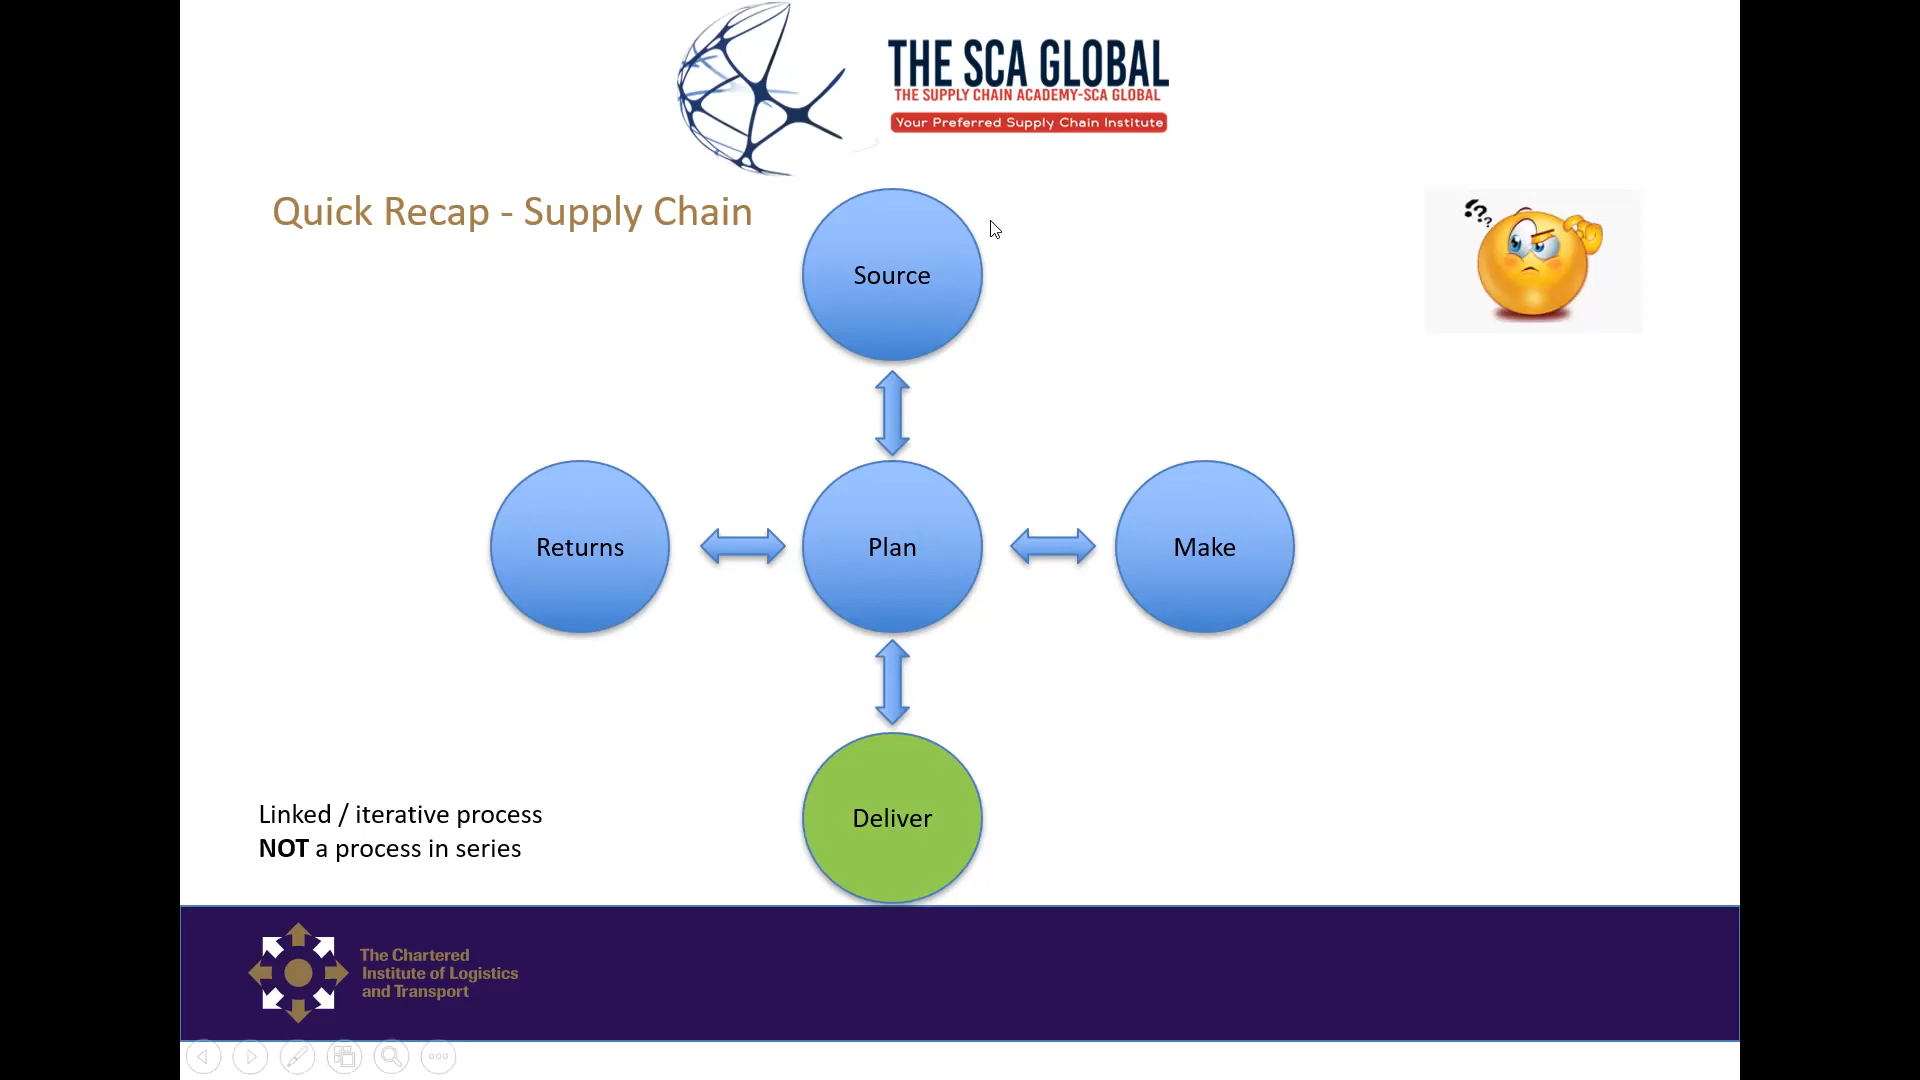 THE SCA GLOBAL
THE SUPPLY CHAIN ACADEMY-SCA GLOBAL
Your Preferred Supply Chain Institute
Quick Recap - Supply Chain
???
Source
Returns
Plan
Make
Deliver
Linked / iterative process
NOT a process in series
The Chartered
Institute of Logistics
and Transport